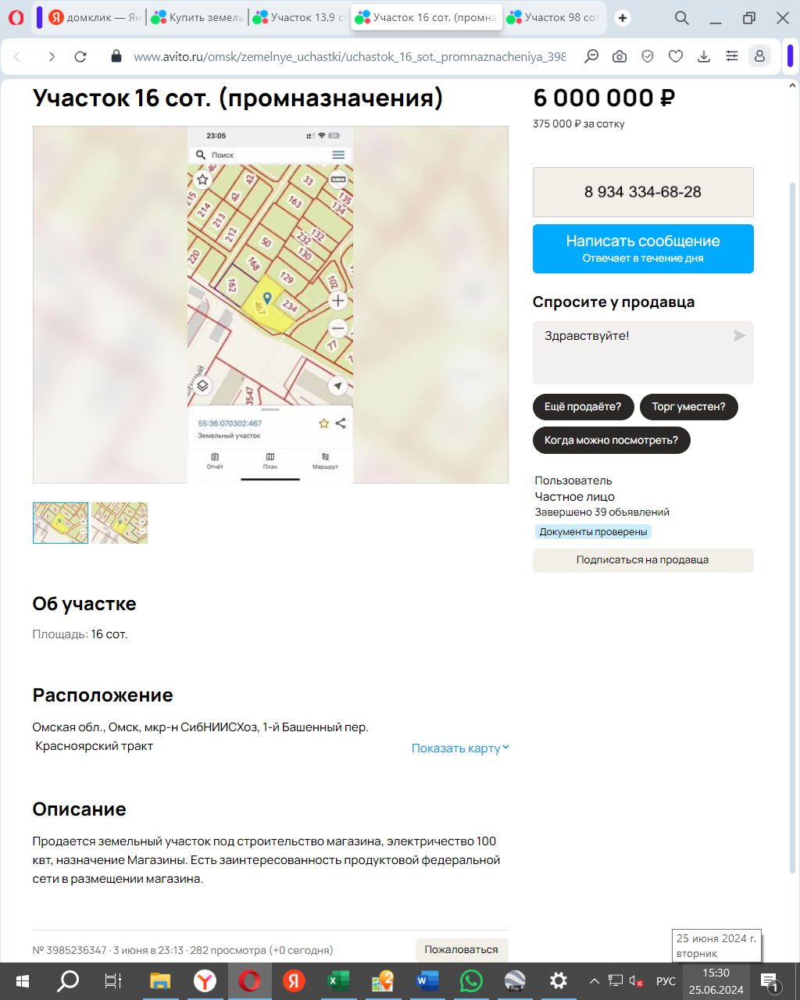 домклик — Ян
Купитьземель
Участок 13,9 с
Участок 16 сот. (промна
Участок 98 сот
www.avito.ru/omsk/zemelnye_uchastki/uchastok_16_sot._promnaznacheniya_398
Участок 16 сот. (промназначения)
6 000 000 ₽
375 000 ₽ за сотку
23:05
Поиск
40
42
42
33
135
134
215
214
213
212
163
132
232
130
50
220
168
129
102
162
467
234
77
3547
55:36:070302:467
Земельный участок
Отчёт
План
Маршрут
8 934 334-68-28
Написать сообщение
Отвечает в течение дня
Спросите у продавца
Здравствуйте!
Ещё продаёте?
Торг уместен?
Когда можно посмотреть?
Пользователь
Частное лицо
Завершено 39 объявлений
Документы проверены
Подписаться на продавца
Об участке
Площадь: 16 сот.
Расположение
Омская обл., Омск, мкр-н СибНИИСХоз, 1-й Башенный пер.
Красноярский тракт
Показать карту
Описание
Продается земельный участок под строительство магазина, электричество 100
квт, назначение Магазины. Есть заинтересованность продуктовой федеральной
сети в размещении магазина.
№ 3985236347 · 3 июня в 23:13 · 282 просмотра (+0 сегодня)
Пожаловаться
25 июня 2024 г.
вторник
РУС
15:30
25.06.2024
1